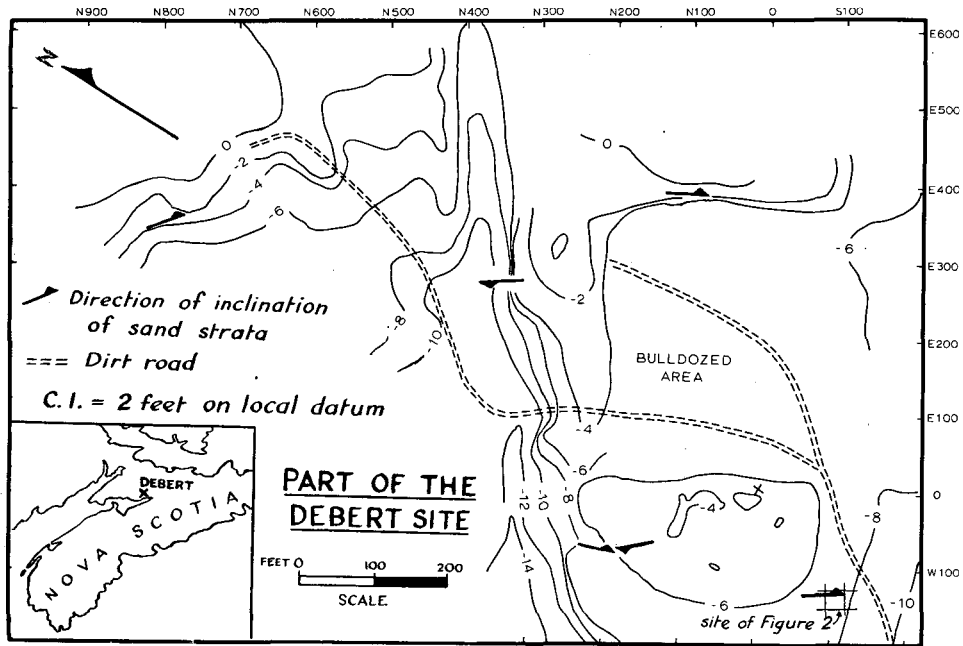 N900 N800 N700 N600 N500 N400 N300 N200 N100 0 S100
E600
E500
E400
E300
E200
E100
0
W100
N
0
-2
-4
-6
-8
-10
0
-2
-6
Direction of inclination
of sand strata
=== Dirt road
C.I. = 2 feet on local datum
BULLDOZED
AREA
-4
-6
-8
-10
-12
-14
-4
x
-6
-8
-10
DEBERT
X
NOVA SCOTIA
PART OF THE
DEBERT SITE
FEET 0 100 200
SCALE
site of Figure 2